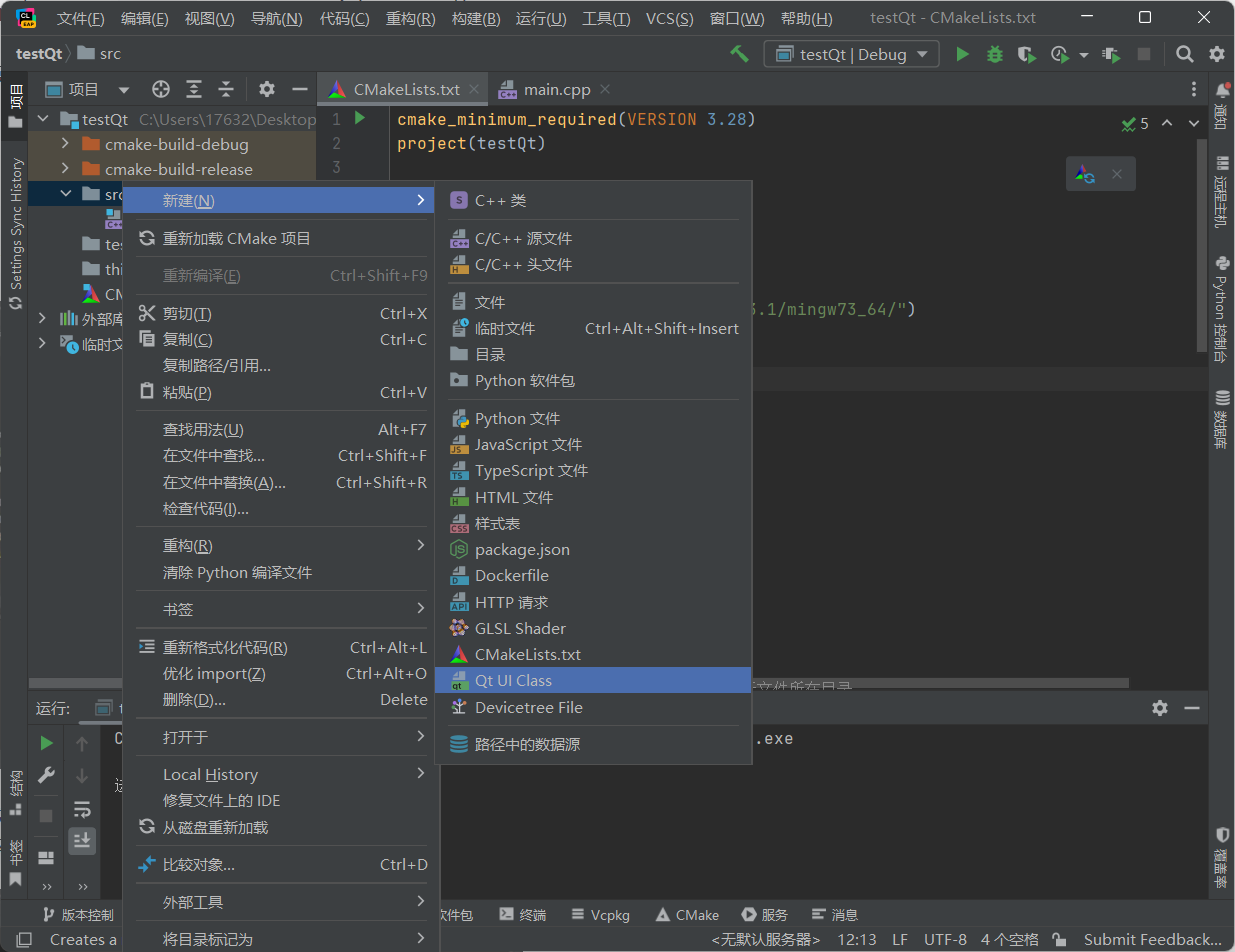 文件(F) 编辑(E) 视图(V) 导航(N) 代码(C) 重构(R) 构建(B) 运行(U) 工具(T) VCS(S) 窗口(W) 帮助(H) testQt - CMakeLists.txt
testQt src
testQt | Debug
项目
CMakeLists.txt
main.cpp
项目
Settings Sync History
结构
书签
testQt C:\Users\17632\Desktop
cmake-build-debug
cmake-build-release
src
外部库
1 cmake_minimum_required(VERSION 3.28)
2 project(testQt)
3
5
.1/mingw73_64/")
文件所在目录
新建(N)
重新加载 CMake 项目
重新编译(E) Ctrl+Shift+F9
剪切(T) Ctrl+X
复制(C) Ctrl+C
复制路径/引用...
粘贴(P) Ctrl+V
查找用法(U) Alt+F7
在文件中查找... Ctrl+Shift+F
在文件中替换(A)... Ctrl+Shift+R
检查代码(I)...
重构(R)
清除 Python 编译文件
书签
重新格式化代码(R) Ctrl+Alt+L
优化 import(Z) Ctrl+Alt+O
删除(D)... Delete
打开于
Local History
修复文件上的 IDE
从磁盘重新加载
比较对象... Ctrl+D
外部工具
将目录标记为
C++ 类
C/C++ 源文件
C/C++ 头文件
文件
临时文件 Ctrl+Alt+Shift+Insert
目录
Python 软件包
Python 文件
JavaScript 文件
TypeScript 文件
HTML 文件
样式表
package.json
Dockerfile
HTTP 请求
GLSL Shader
CMakeLists.txt
Qt UI Class
Devicetree File
路径中的数据源
通知
远程主机
Python 控制台
数据库
覆盖率
运行:
.exe
版本控制
件包
终端
Vcpkg
CMake
服务
消息
Creates a
<无默认服务器> 12:13 LF UTF-8 4 个空格 Submit Feedback...